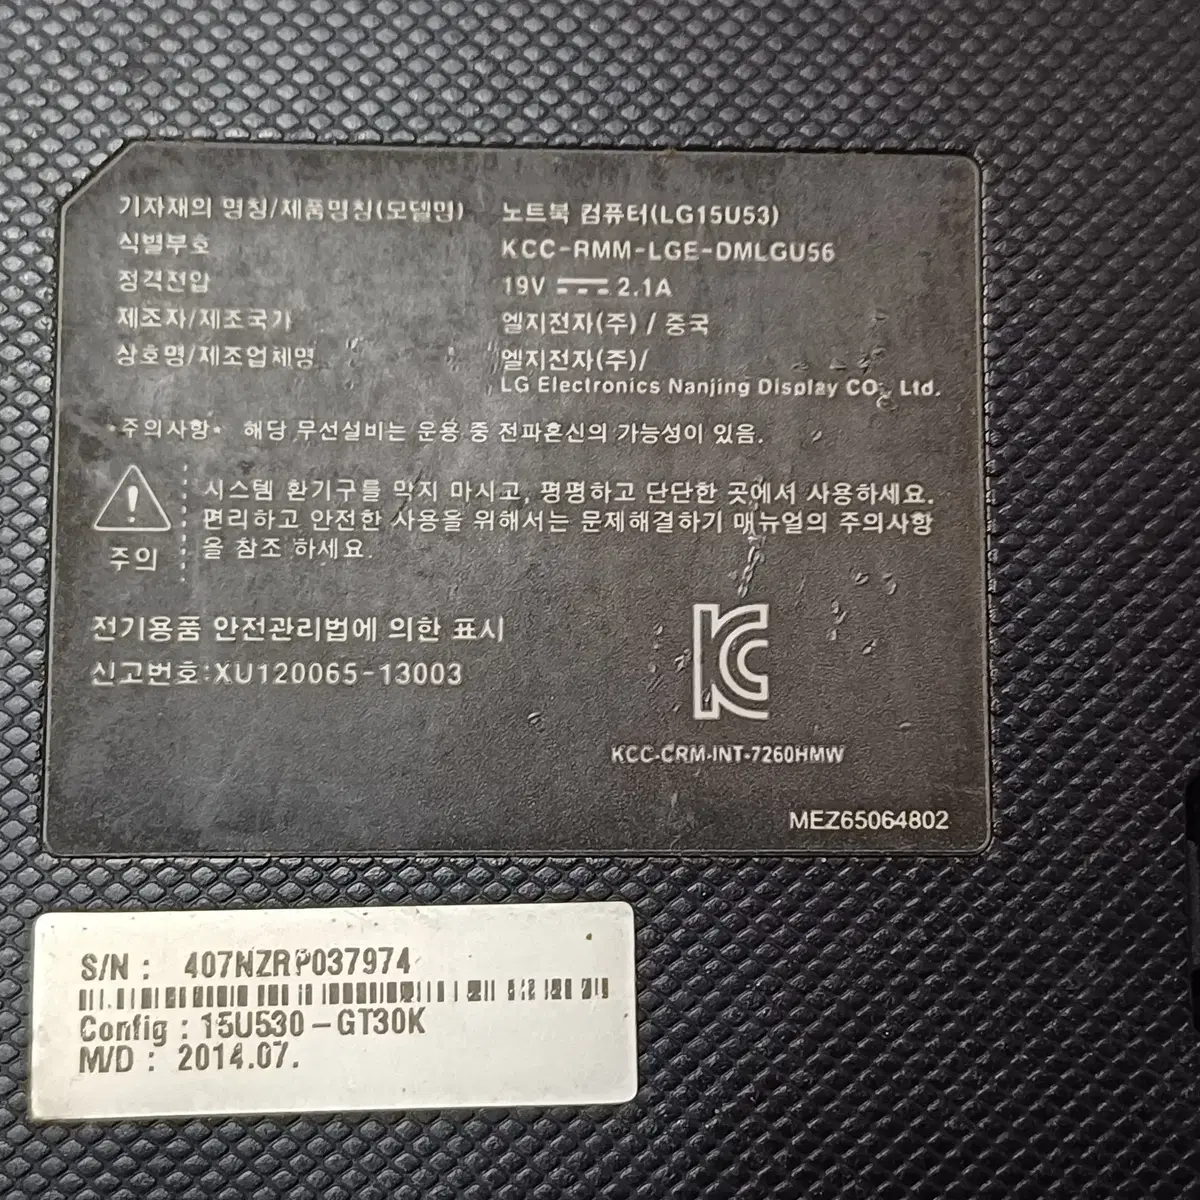 기자재의 명칭/제품명칭(모델명) 노트북 컴퓨터(LG15U53)
식별부호 KCC-RMM-LGE-DMLGU56
정격전압 19V 2.1A
제조자/제조국가 엘지전자(주) / 중국
상호명/제조업체명 엘지전자(주)/
LG Electronics Nanjing Display CO., Ltd.
*주의사항* 해당 무선설비는 운용 중 전파혼신의 가능성이 있음.
시스템 환기구를 막지 마시고, 평평하고 단단한 곳에서 사용하세요.
편리하고 안전한 사용을 위해서는 문제해결하기 매뉴얼의 주의사항
을 참조 하세요.
주의
전기용품 안전관리법에 의한 표시
신고번호:XU120065-13003
KC
KCC-CRM-INT-7260HMW
MEZ65064802
S/N : 407NZRP037974
Config : 15U530-GT30K
M/D : 2014.07.